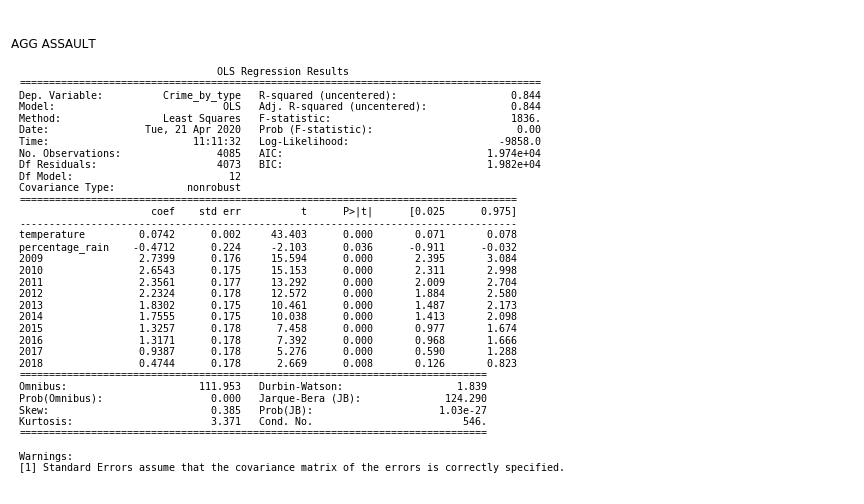 AGG ASSAULT
OLS Regression Results
==============================================================================
Dep. Variable: Crime_by_type R-squared (uncentered): 0.844
Model: OLS Adj. R-squared (uncentered): 0.844
Method: Least Squares F-statistic: 1836.
Date: Tue, 21 Apr 2020 Prob (F-statistic): 0.00
Time: 11:11:32 Log-Likelihood: -9858.0
No. Observations: 4085 AIC: 1.974e+04
Df Residuals: 4073 BIC: 1.982e+04
Df Model: 12
Covariance Type: nonrobust
==============================================================================
coef std err t P>|t| [0.025 0.975]
------------------------------------------------------------------------------
temperature 0.0742 0.002 43.403 0.000 0.071 0.078
percentage_rain -0.4712 0.224 -2.103 0.036 -0.911 -0.032
2009 2.7399 0.176 15.594 0.000 2.395 3.084
2010 2.6543 0.175 15.153 0.000 2.311 2.998
2011 2.3561 0.177 13.292 0.000 2.009 2.704
2012 2.2324 0.178 12.572 0.000 1.884 2.580
2013 1.8302 0.175 10.461 0.000 1.487 2.173
2014 1.7555 0.175 10.038 0.000 1.413 2.098
2015 1.3257 0.178 7.458 0.000 0.977 1.674
2016 1.3171 0.178 7.392 0.000 0.968 1.666
2017 0.9387 0.178 5.276 0.000 0.590 1.288
2018 0.4744 0.178 2.669 0.008 0.126 0.823
==============================================================================
Omnibus: 111.953 Durbin-Watson: 1.839
Prob(Omnibus): 0.000 Jarque-Bera (JB): 124.290
Skew: 0.385 Prob(JB): 1.03e-27
Kurtosis: 3.371 Cond. No. 546.
==============================================================================
Warnings:
[1] Standard Errors assume that the covariance matrix of the errors is correctly specified.